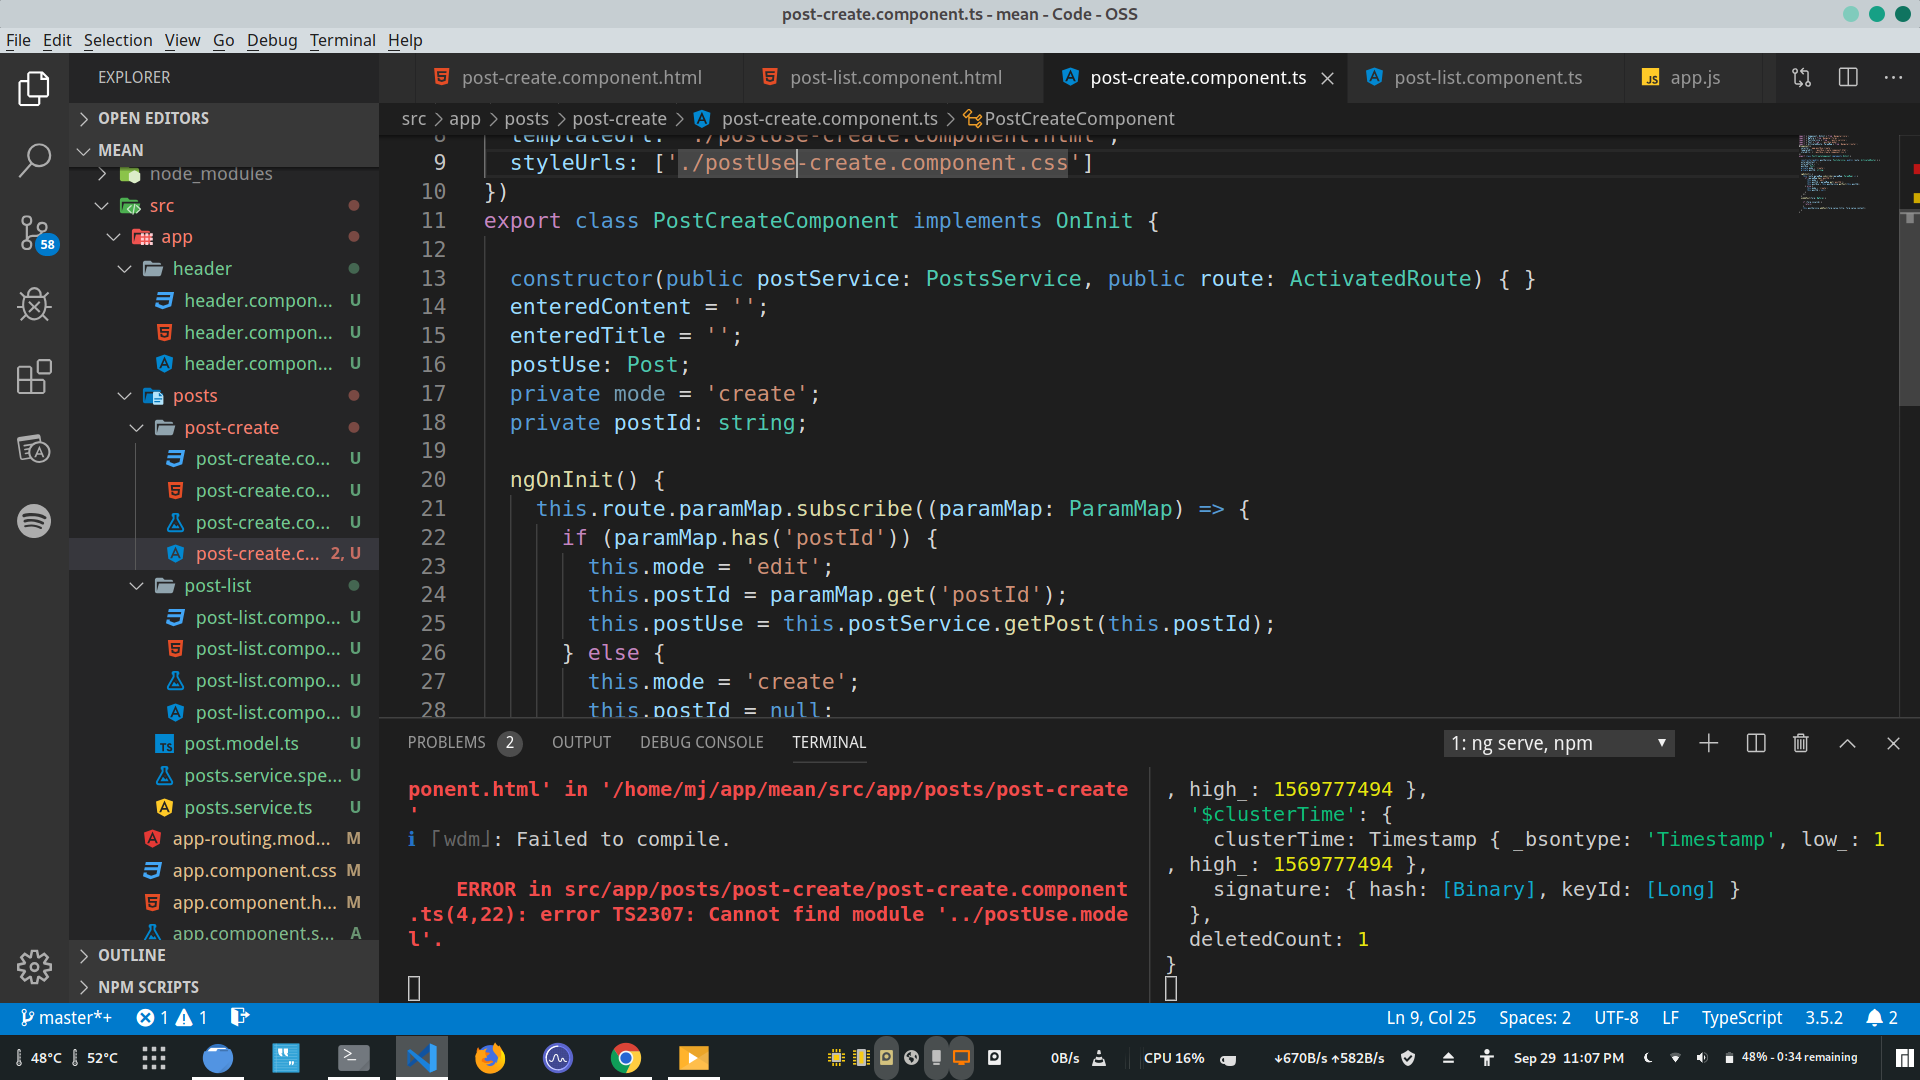 post-create.component.ts - mean - Code - OSS
File Edit Selection View Go Debug Terminal Help
EXPLORER
OPEN EDITORS
MEAN
node_modules
src
app
header
header.compon... U
header.compon... U
header.compon... U
posts
post-create
post-create.co... U
post-create.co... U
post-create.co... U
post-create.c... 2, U
post-list
post-list.compo... U
post-list.compo... U
post-list.compo... U
post-list.compo... U
post.model.ts U
posts.service.spe... U
posts.service.ts U
app-routing.mod... M
app.component.css M
app.component.h... M
app.component.s... A
OUTLINE
NPM SCRIPTS
58
post-create.component.html post-list.component.html post-create.component.ts post-list.component.ts JS app.js
src > app > posts > post-create > post-create.component.ts > PostCreateComponent
8 templateUrl: './postUse-create.component.html',
9 styleUrls: ['./postUse-create.component.css']
10 })
11 export class PostCreateComponent implements OnInit {
12
13 constructor(public postService: PostsService, public route: ActivatedRoute) { }
14 enteredContent = '';
15 enteredTitle = '';
16 postUse: Post;
17 private mode = 'create';
18 private postId: string;
19
20 ngOnInit() {
21 this.route.paramMap.subscribe((paramMap: ParamMap) => {
22 if (paramMap.has('postId')) {
23 this.mode = 'edit';
24 this.postId = paramMap.get('postId');
25 this.postUse = this.postService.getPost(this.postId);
26 } else {
27 this.mode = 'create';
28 this.postId = null;
PROBLEMS 2 OUTPUT DEBUG CONSOLE TERMINAL
1: ng serve, npm
ponent.html' in '/home/mj/app/mean/src/app/posts/post-create
'
ℹ ｢wdm｣: Failed to compile.
ERROR in src/app/posts/post-create/post-create.component
.ts(4,22): error TS2307: Cannot find module '../postUse.mode
l'.
, high_: 1569777494 },
'$clusterTime': {
clusterTime: Timestamp { _bsontype: 'Timestamp', low_: 1
, high_: 1569777494 },
signature: { hash: [Binary], keyId: [Long] }
},
deletedCount: 1
}
master*+ 1 1
Ln 9, Col 25 Spaces: 2 UTF-8 LF TypeScript 3.5.2 2
48°C 52°C 0B/s CPU 16% ↓670B/s ↑582B/s Sep 29 11:07 PM 48% - 0:34 remaining